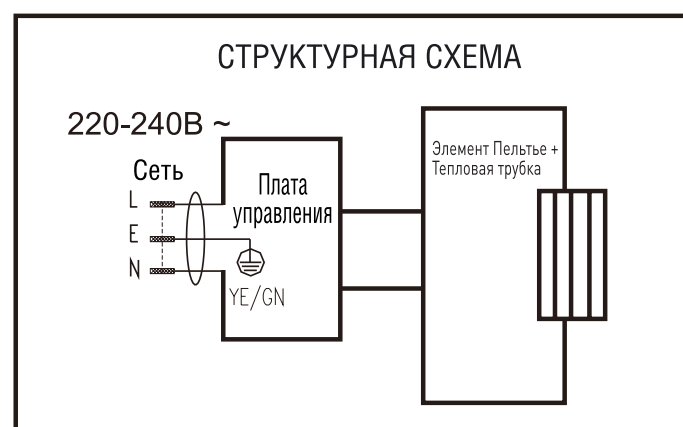 СТРУКТУРНАЯ СХЕМА
220-240В ~
Сеть
L
E
N
Плата
управления
YE/GN
Элемент Пельтье +
Тепловая трубка